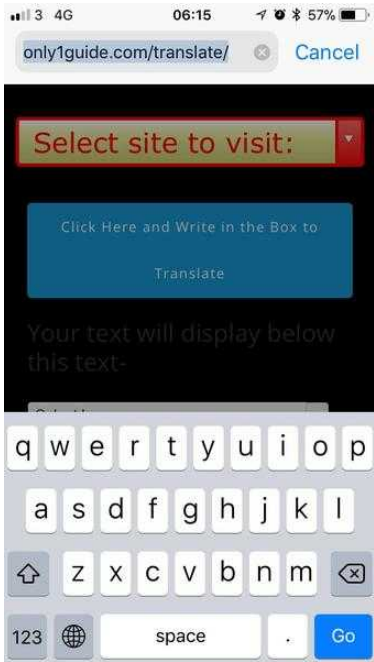 3 4G 06:15 57%
only1guide.com/translate/ Cancel
Select site to visit:
Click Here and Write in the Box to
Translate
Your text will display below
this text-
q w e r t y u i o p
a s d f g h j k l
z x c v b n m
123 space . Go